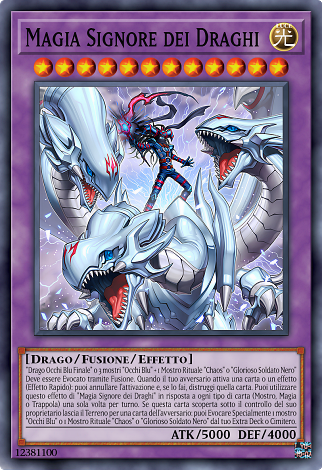 MAGIA SIGNORE DEI DRAGHI
光
[DRAGO/FUSIONE/EFFETTO]
"Drago Occhi Blu Finale" o 3 mostri "Occhi Blu" + 1 Mostro Rituale "Chaos" o "Glorioso Soldato Nero"
Deve essere Evocato tramite Fusione. Quando il tuo avversario attiva una carta o un effetto
(Effetto Rapido): puoi annullare l'attivazione e, se lo fai, distruggi quella carta. Puoi utilizzare
questo effetto di "Magia Signore dei Draghi" in risposta a ogni tipo di carta (Mostro, Magia
o Trappola) una sola volta per turno. Se questa carta scoperta sotto il controllo del suo
proprietario lascia il Terreno per una carta dell'avversario: puoi Evocare Specialmente 1 mostro
"Occhi Blu" o 1 Mostro Rituale "Chaos" o "Glorioso Soldato Nero" dal tuo Extra Deck o Cimitero.
ATK/5000 DEF/4000
12381100